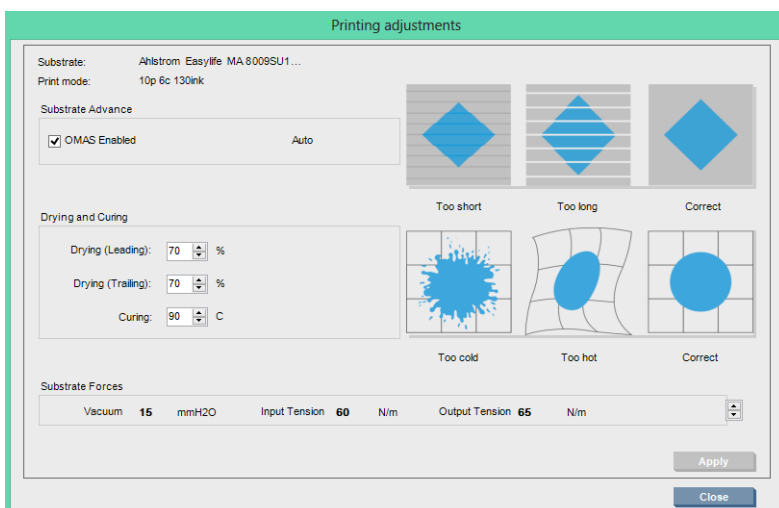 Printing adjustments
Substrate: Ahlstrom Easylife MA 8009SU1...
Print mode: 10p 6c 130ink
Substrate Advance
OMAS Enabled Auto
Too short Too long Correct
Drying and Curing
Drying (Leading): 70 %
Drying (Trailing): 70 %
Curing: 90 C
Too cold Too hot Correct
Substrate Forces
Vacuum 15 mmH2O Input Tension 60 N/m Output Tension 65 N/m
Apply
Close